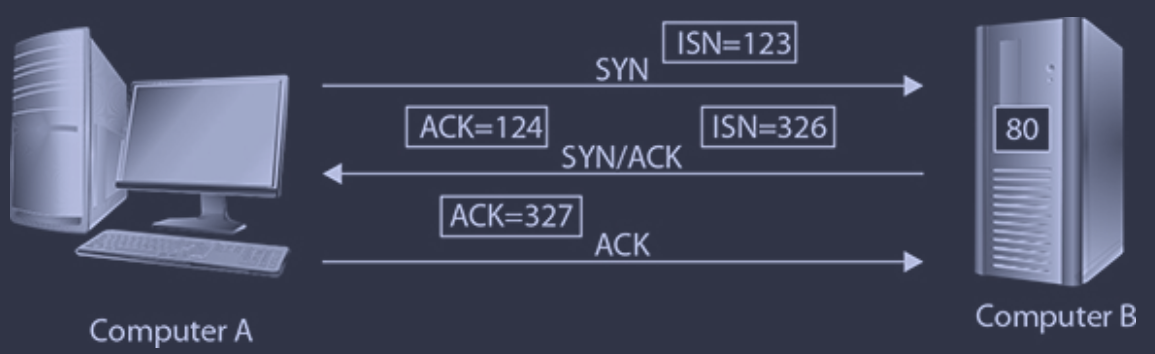 ISN=123
SYN
ACK=124
ISN=326
80
SYN/ACK
ACK=327
ACK
Computer A
Computer B